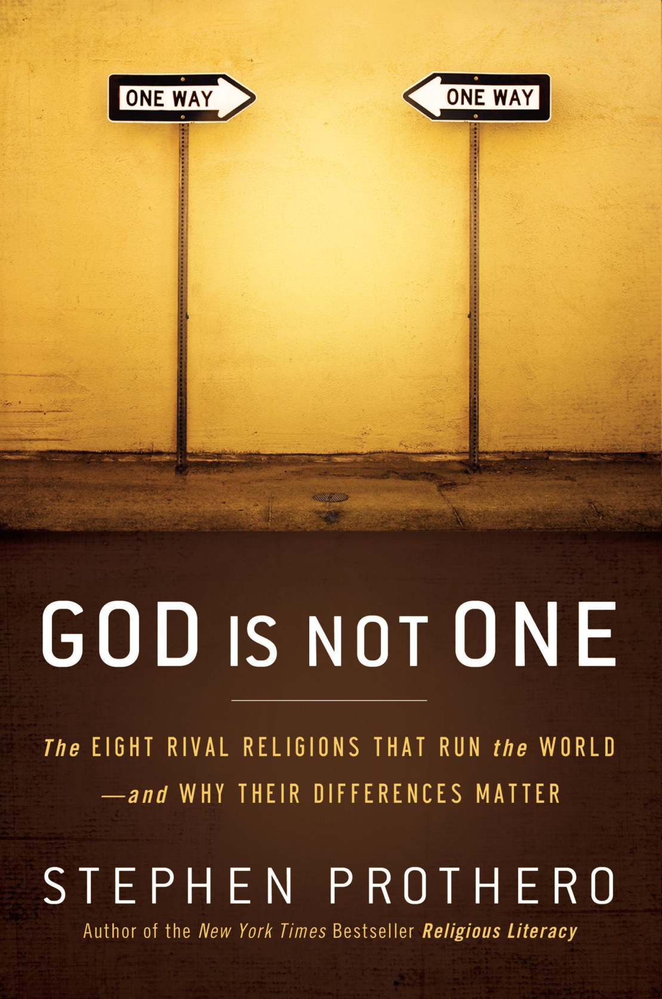 ONE WAY
ONE WAY
GOD IS NOT ONE
The EIGHT RIVAL RELIGIONS THAT RUN the WORLD
—and WHY THEIR DIFFERENCES MATTER
STEPHEN PROTHERO
Author of the New York Times Bestseller Religious Literacy